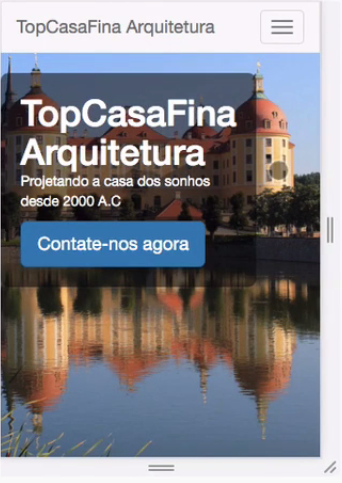 TopCasaFina Arquitetura
TopCasaFina
Arquitetura
Projetando a casa dos sonhos
desde 2000 A.C
Contate-nos agora